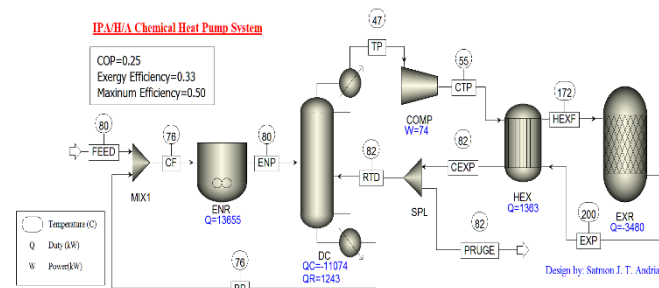 IPA/H/A Chemical Heat Pump System
COP=0.25
Exergy Efficiency=0.33
Maxinum Efficiency=0.50
80
FEED
MIX1
76
CF
ENR
Q=13655
80
ENP
47
TP
COMP
W=74
55
CTP
172
HEXF
HEX
Q=1363
EXR
Q=-3480
82
CEXP
82
RTD
SPL
82
PRUGE
200
EXP
DC
QC=-11074
QR=1243
76
Temperature (C)
Q Duty (kW)
W Power(kW)
Design by: Satmon J. T. Andria